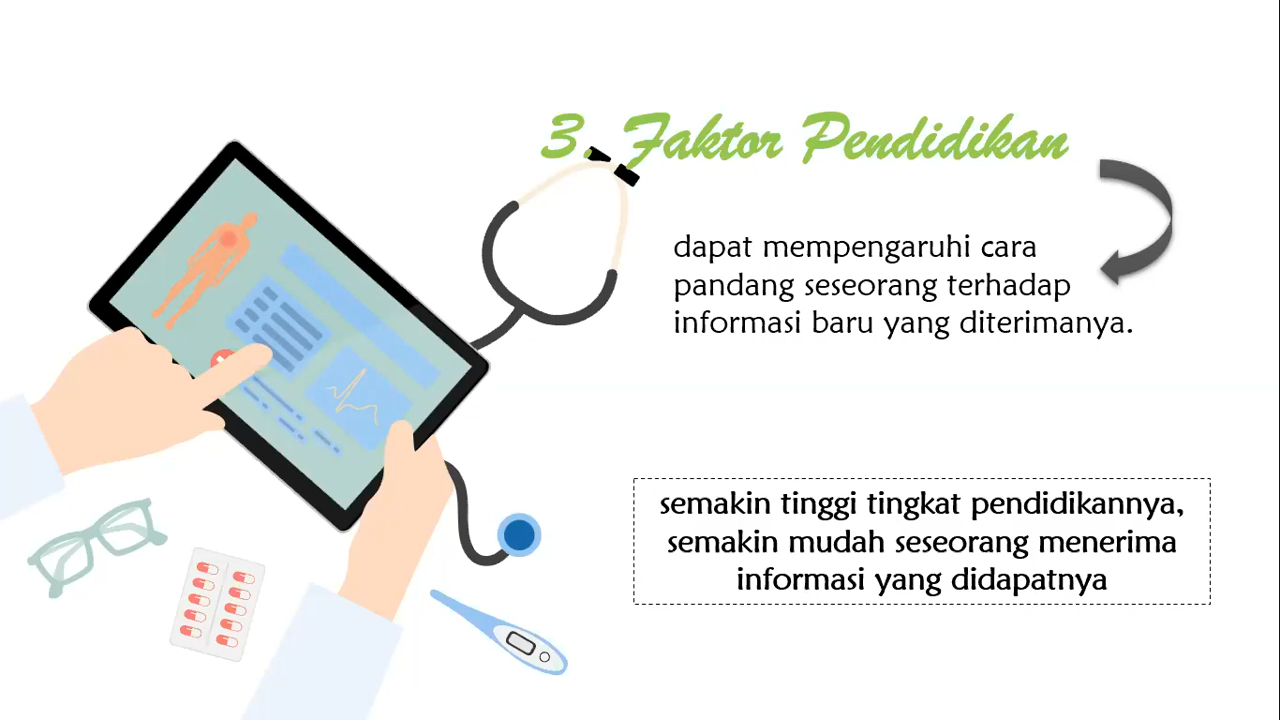 3. Faktor Pendidikan
dapat mempengaruhi cara
pandang seseorang terhadap
informasi baru yang diterimanya.
semakin tinggi tingkat pendidikannya,
semakin mudah seseorang menerima
informasi yang didapatnya